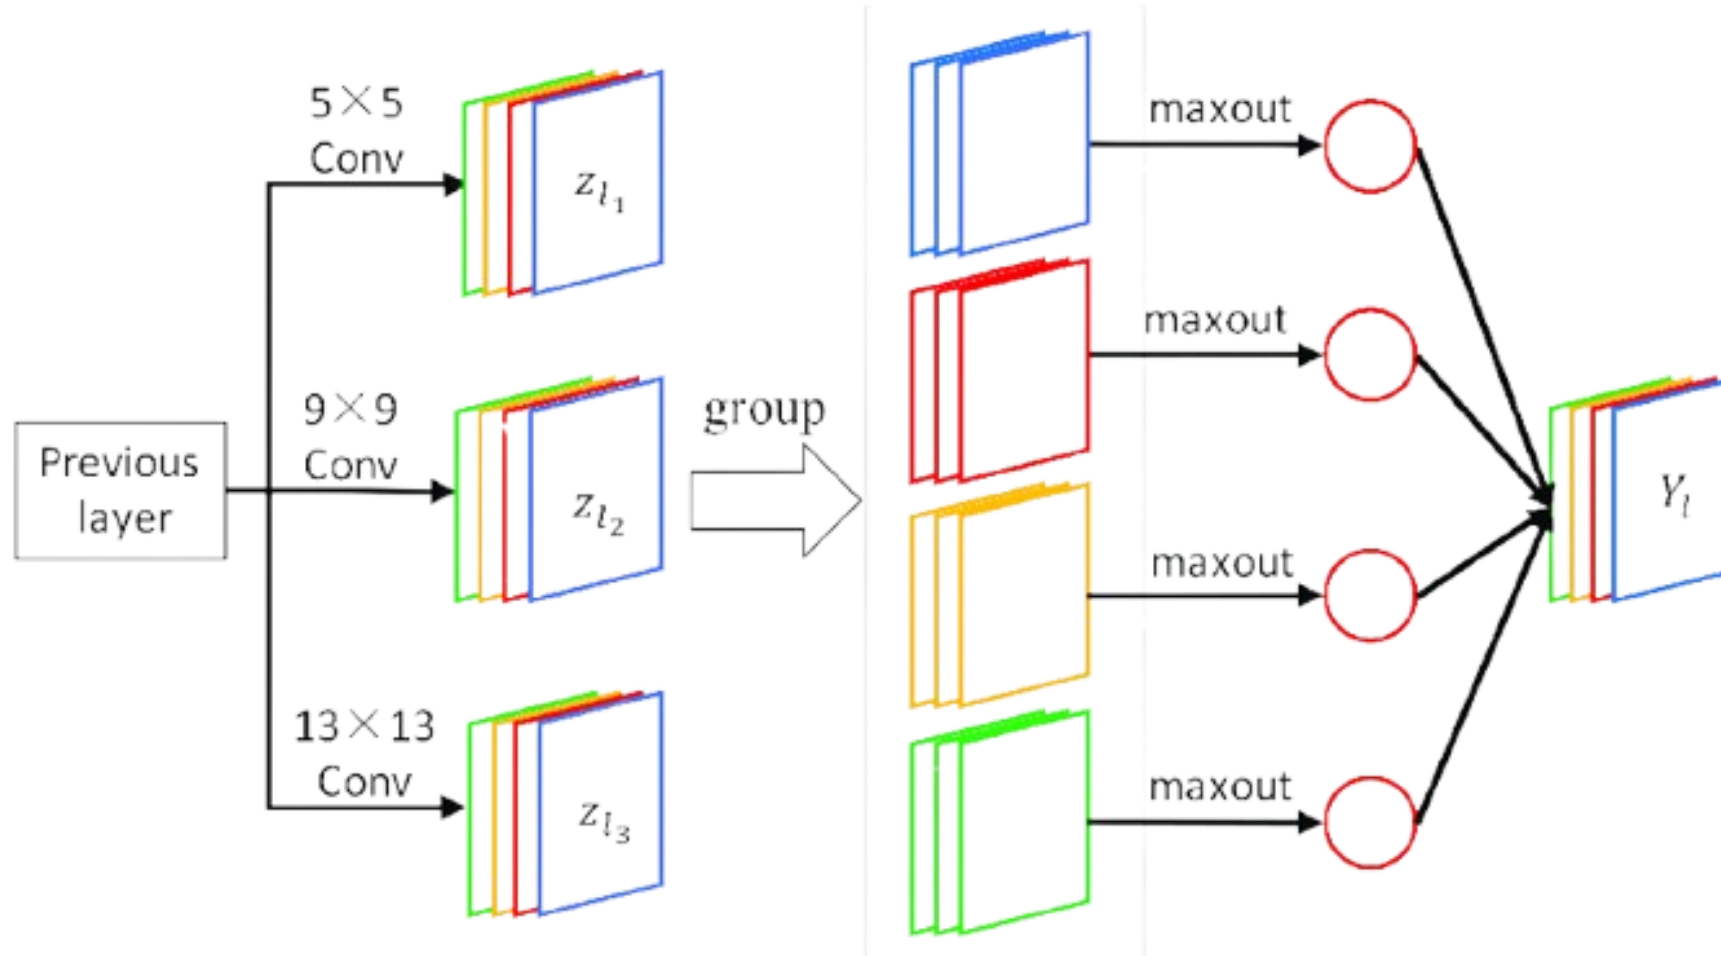 Previous
layer
5×5
Conv
z_{l_1}
9×9
Conv
z_{l_2}
13×13
Conv
z_{l_3}
group
maxout
maxout
maxout
maxout
Y_l